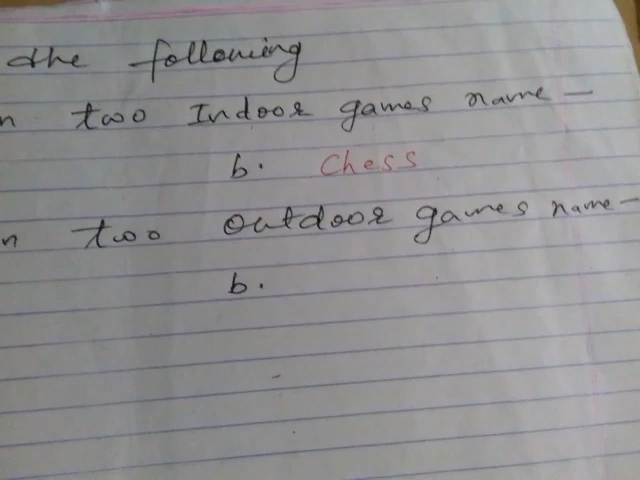 the following
n two Indoor games name -
b. Chess
n two outdoor games name -
b.